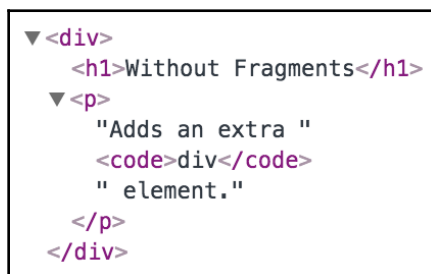 ▼<div>
<h1>Without Fragments</h1>
▼<p>
"Adds an extra "
<code>div</code>
" element."
</p>
</div>